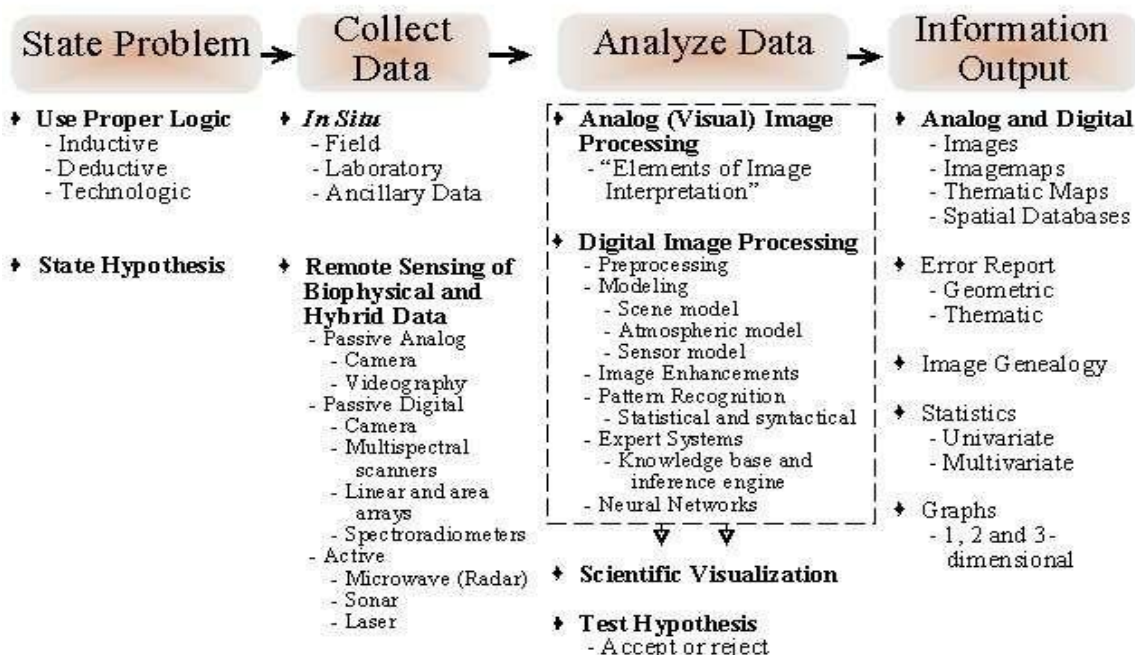 State Problem
Collect
Data
Analyze Data
Information
Output
♦ Use Proper Logic
- Inductive
- Deductive
- Technologic
♦ State Hypothesis
♦ In Situ
- Field
- Laboratory
- Ancillary Data
♦ Remote Sensing of
Biophysical and
Hybrid Data
- Passive Analog
- Camera
- Videography
- Passive Digital
- Camera
- Multispectral
scanners
- Linear and area
arrays
- Spectroradiometers
- Active
- Microwave (Radar)
- Sonar
- Laser
♦ Analog (Visual) Image
Processing
- “Elements of Image
Interpretation”
♦ Digital Image Processing
- Preprocessing
- Modeling
- Scene model
- Atmospheric model
- Sensor model
- Image Enhancements
- Pattern Recognition
- Statistical and syntactical
- Expert Systems
- Knowledge base and
inference engine
- Neural Networks
♦ Scientific Visualization
♦ Test Hypothesis
- Accept or reject
♦ Analog and Digital
- Images
- Imagemaps
- Thematic Maps
- Spatial Databases
♦ Error Report
- Geometric
- Thematic
♦ Image Genealogy
♦ Statistics
- Univariate
- Multivariate
♦ Graphs
- 1, 2 and 3-
dimensional